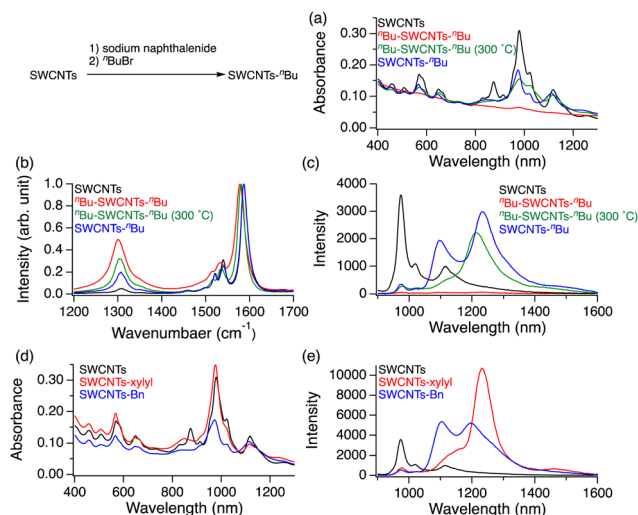 1) sodium naphthalenide
2) ⁿBuBr
SWCNTs
SWCNTs-ⁿBu
(a)
SWCNTs
ⁿBu-SWCNTs-ⁿBu
ⁿBu-SWCNTs-ⁿBu (300 °C)
SWCNTs-ⁿBu
Absorbance
0.30
0.20
0.10
0.00
400 600 800 1000 1200
Wavelength (nm)
(b)
SWCNTs
ⁿBu-SWCNTs-ⁿBu
ⁿBu-SWCNTs-ⁿBu (300 °C)
SWCNTs-ⁿBu
Intensity (arb. unit)
1.0
0.8
0.6
0.4
0.2
0.0
1200 1300 1400 1500 1600 1700
Wavenumbaer (cm⁻¹)
(c)
SWCNTs
ⁿBu-SWCNTs-ⁿBu
ⁿBu-SWCNTs-ⁿBu (300 °C)
SWCNTs-ⁿBu
Intensity
4000
3000
2000
1000
0
1000 1200 1400 1600
Wavelength (nm)
(d)
SWCNTs
SWCNTs-xylyl
SWCNTs-Bn
Absorbance
0.30
0.20
0.10
0.00
400 600 800 1000 1200
Wavelength (nm)
(e)
SWCNTs
SWCNTs-xylyl
SWCNTs-Bn
Intensity
10000
8000
6000
4000
2000
0
1000 1200 1400 1600
Wavelength (nm)